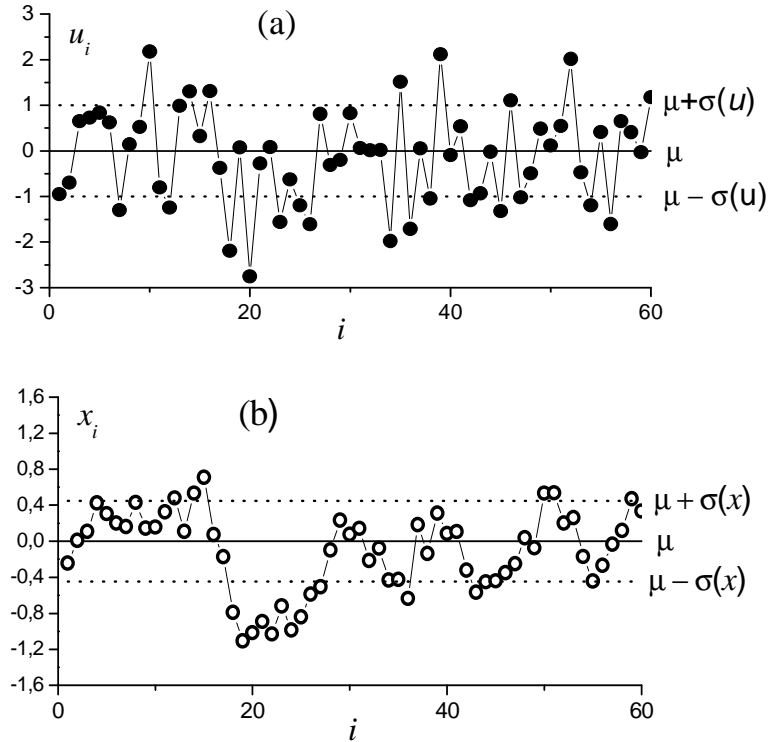 3
u_i
(a)
2
1
μ+σ(u)
0
μ
-1
μ − σ(u)
-2
-3
0
20
40
60
i
1,6
x_i
(b)
1,2
0,8
0,4
μ + σ(x)
0,0
μ
-0,4
μ − σ(x)
-0,8
-1,2
-1,6
0
20
40
60
i